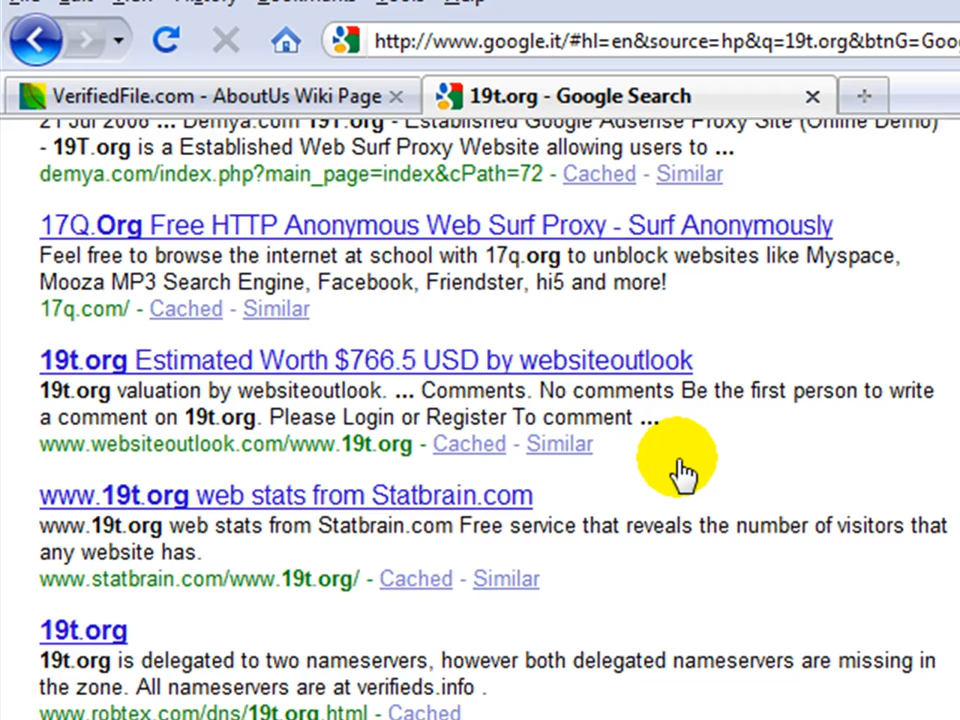 File Edit View History Bookmarks Tools Help
http://www.google.it/#hl=en&source=hp&q=19t.org&btnG=Goo
VerifiedFile.com - AboutUs Wiki Page
19t.org - Google Search
21 Jul 2006 ... Demya.com 19T.org - Established Google Adsense Proxy Site (Online Demo)
- 19T.org is a Established Web Surf Proxy Website allowing users to ...
demya.com/index.php?main_page=index&cPath=72 - Cached - Similar
17Q.Org Free HTTP Anonymous Web Surf Proxy - Surf Anonymously
Feel free to browse the internet at school with 17q.org to unblock websites like Myspace,
Mooza MP3 Search Engine, Facebook, Friendster, hi5 and more!
17q.com/ - Cached - Similar
19t.org Estimated Worth $766.5 USD by websiteoutlook
19t.org valuation by websiteoutlook. ... Comments. No comments Be the first person to write
a comment on 19t.org. Please Login or Register To comment ...
www.websiteoutlook.com/www.19t.org - Cached - Similar
www.19t.org web stats from Statbrain.com
www.19t.org web stats from Statbrain.com Free service that reveals the number of visitors that
any website has.
www.statbrain.com/www.19t.org/ - Cached - Similar
19t.org
19t.org is delegated to two nameservers, however both delegated nameservers are missing in
the zone. All nameservers are at verifieds.info .
www.robtex.com/dns/19t.org.html - Cached